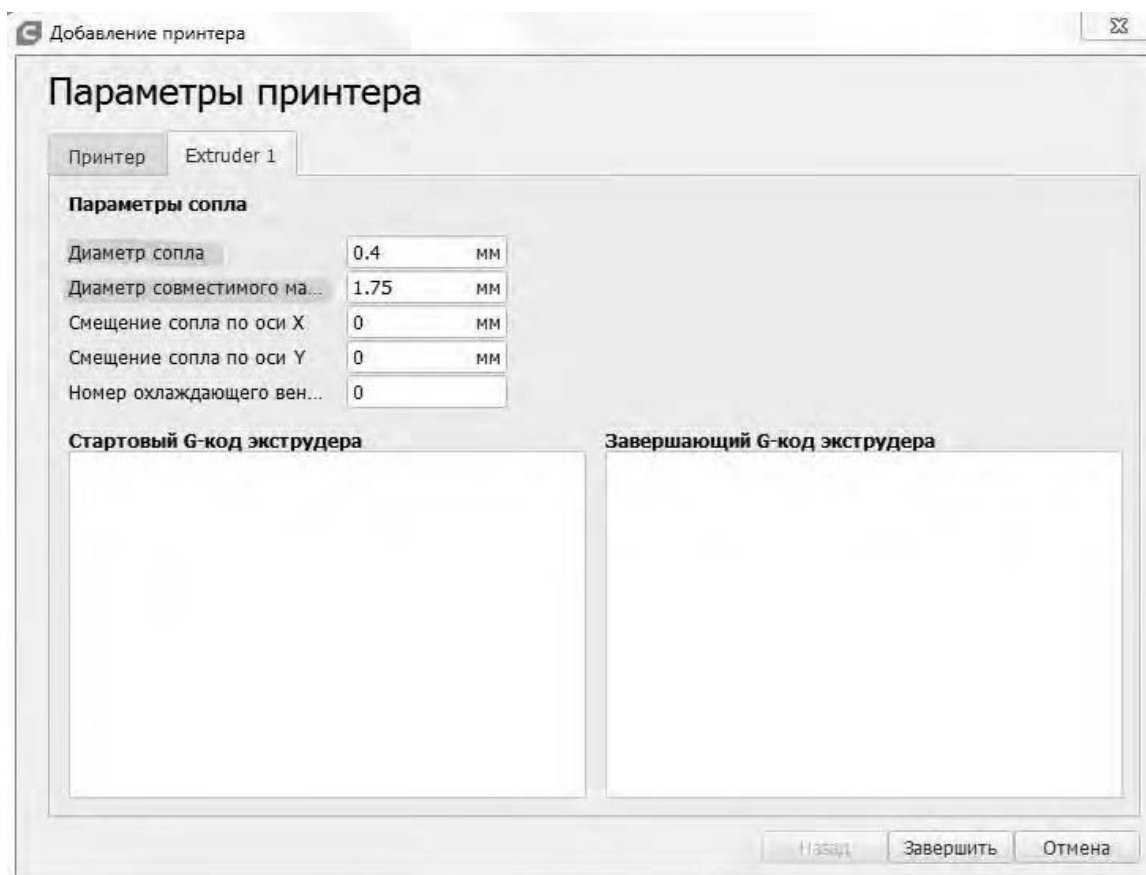 Добавление принтера
Параметры принтера
Принтер Extruder 1
Параметры сопла
Диаметр сопла 0.4 мм
Диаметр совместимого ма... 1.75 мм
Смещение сопла по оси X 0 мм
Смещение сопла по оси Y 0 мм
Номер охлаждающего вен... 0
Стартовый G-код экструдера Завершающий G-код экструдера
Назад Завершить Отмена